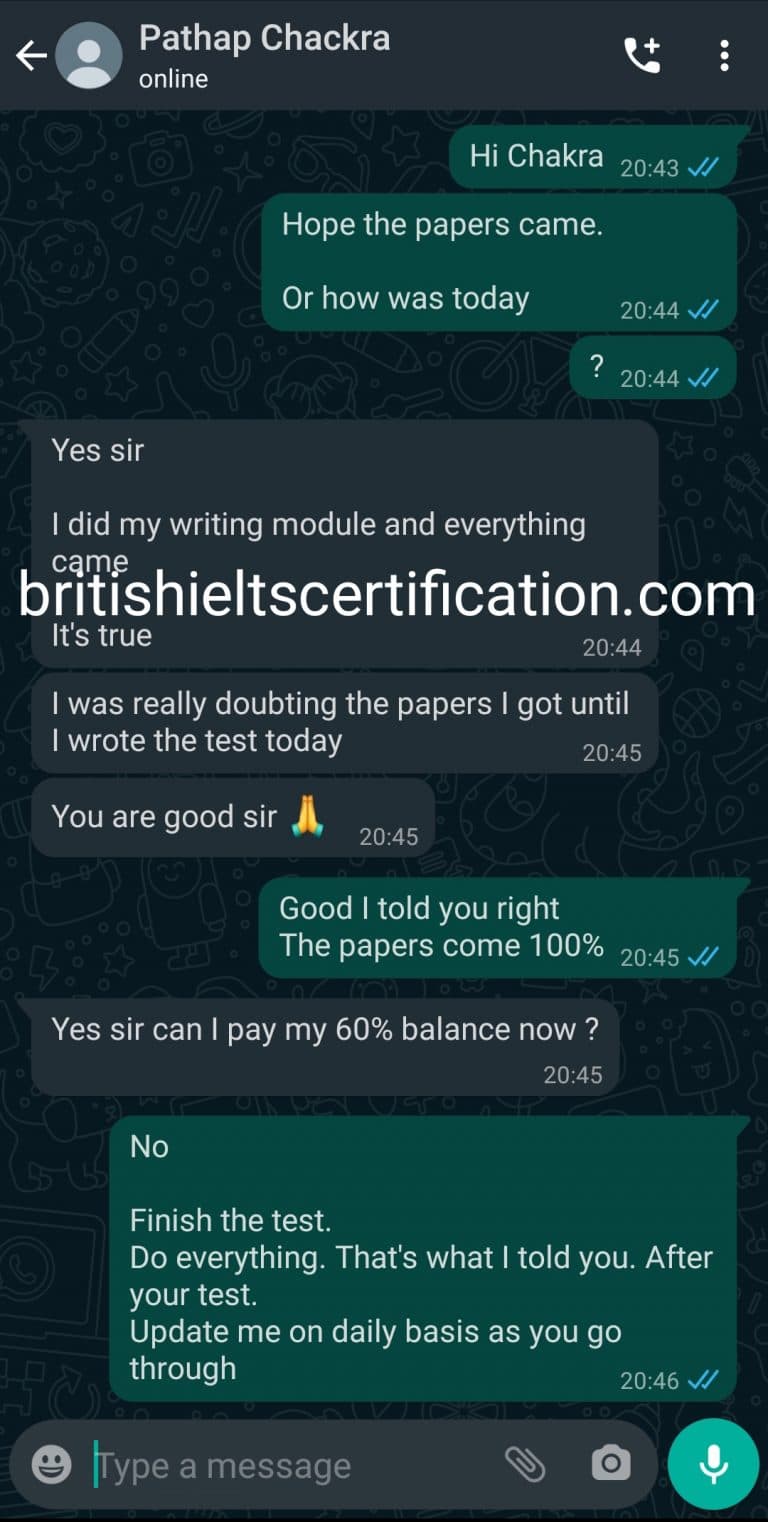 Pathap Chackra
online
Hi Chakra 20:43
Hope the papers came.
Or how was today 20:44
? 20:44
Yes sir
I did my writing module and everything
came
britishieltscertification.com
It's true 20:44
I was really doubting the papers I got until
I wrote the test today 20:45
You are good sir 🙏 20:45
Good I told you right
The papers come 100% 20:45
Yes sir can I pay my 60% balance now ?
20:45
No
Finish the test.
Do everything. That's what I told you. After
your test.
Update me on daily basis as you go
through 20:46
Type a message